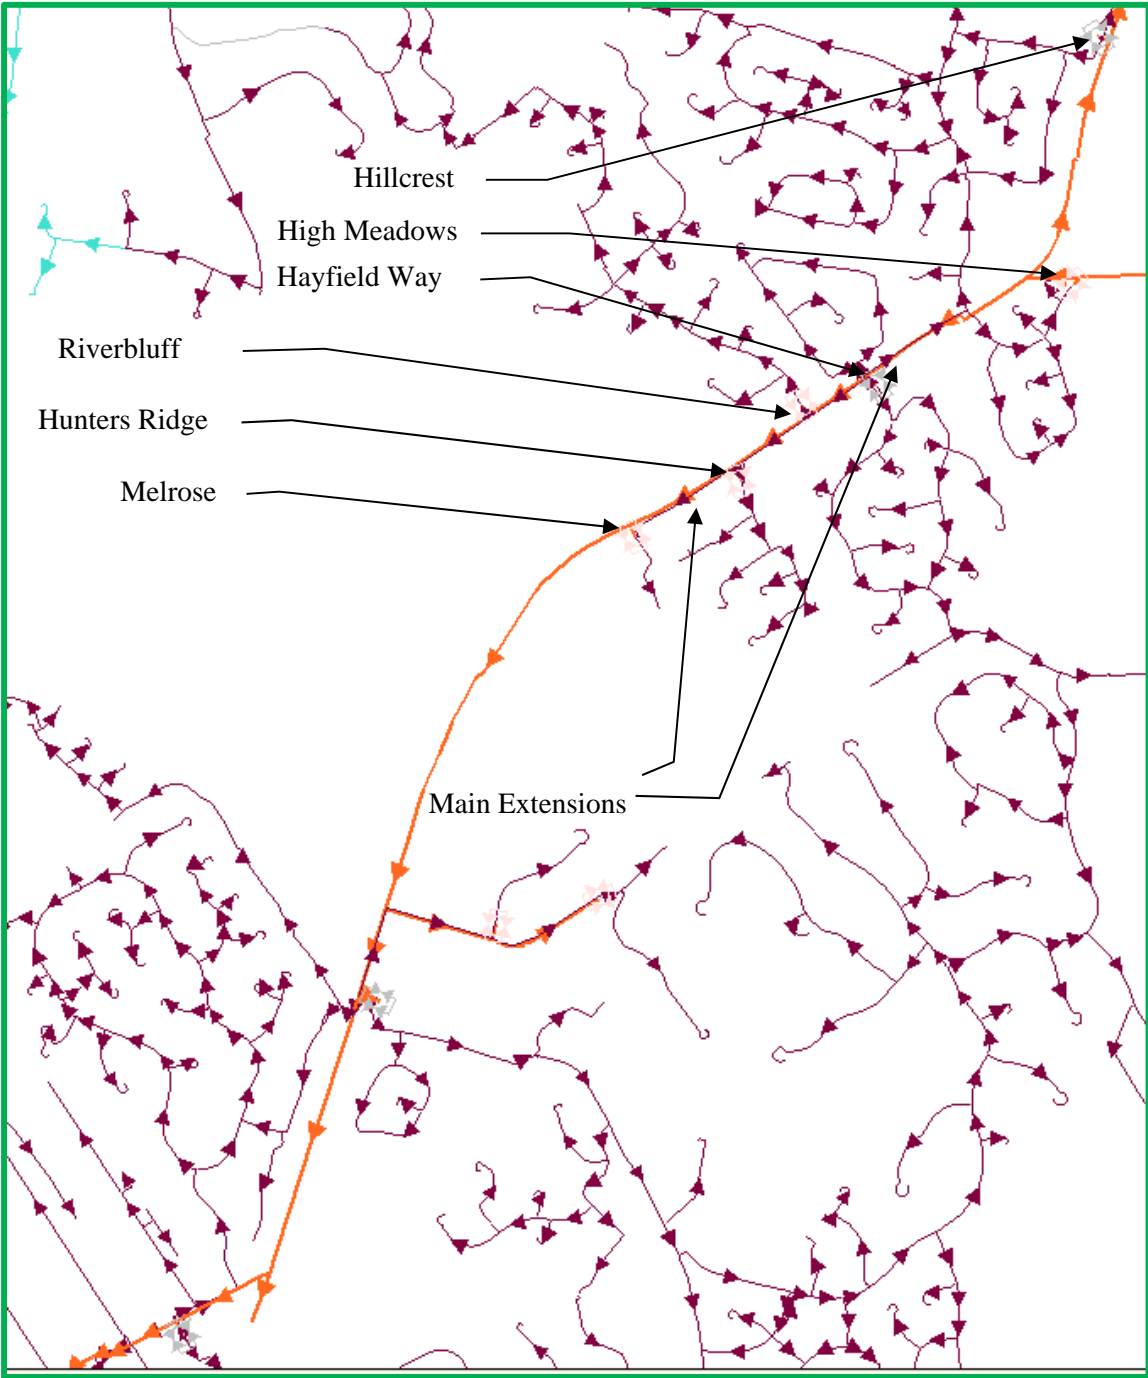 Hillcrest
High Meadows
Hayfield Way
Riverbluff
Hunters Ridge
Melrose
Main Extensions